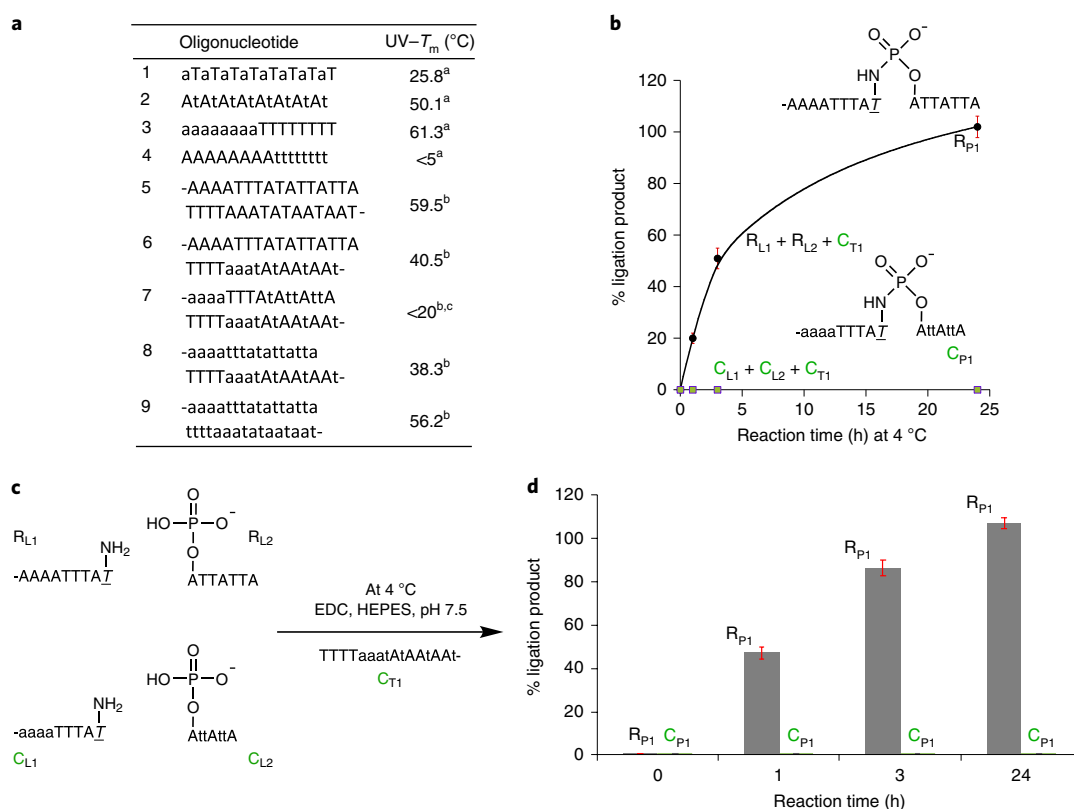 a
Oligonucleotide UV–Tm (°C)
1 aTaTaTaTaTaTaTaT 25.8a
2 AtAtAtAtAtAtAtAt 50.1a
3 aaaaaaaaTTTTTTTT 61.3a
4 AAAAAAAAtttttttt <5a
5 -AAAATTTATATTATTA
TTTTAAATATAATAAT- 59.5b
6 -AAAATTTATATTATTA
TTTTaaatAtAAtAAt- 40.5b
7 -aaaaTTTAtAttAttA
TTTTaaatAtAAtAAt- <20b,c
8 -aaaatttatattatta
TTTTaaatAtAAtAAt- 38.3b
9 -aaaatttatattatta
ttttaaatataataat- 56.2b
b
% ligation product
120
100
80
60
40
20
0
0 5 10 15 20 25
Reaction time (h) at 4 °C
O O−
P
HN O
-AAAATTTAT ATTATTA
RP1
RL1 + RL2 + CT1
O O−
P
HN O
-aaaaTTTAT AttAttA
CP1
CL1 + CL2 + CT1
c
O
HO P O−
O
RL1 NH2 RL2
-AAAATTTAT ATTATTA
O
HO P O−
O
NH2
-aaaaTTTAT AttAttA
CL1 CL2
At 4 °C
EDC, HEPES, pH 7.5
TTTTaaatAtAAtAAt-
CT1
d
% ligation product
120
100
80
60
40
20
0
RP1 CP1
RP1 CP1
RP1 CP1
RP1 CP1
0 1 3 24
Reaction time (h)